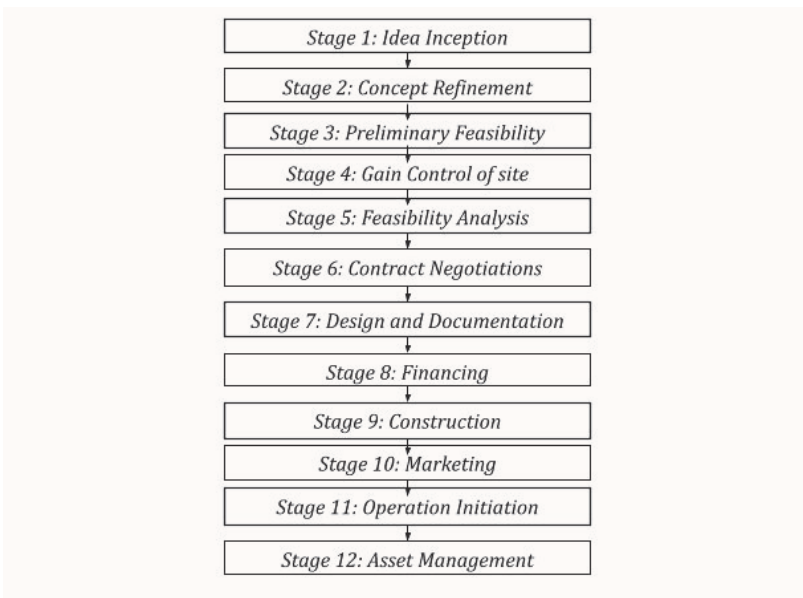 Stage 1: Idea Inception
Stage 2: Concept Refinement
Stage 3: Preliminary Feasibility
Stage 4: Gain Control of site
Stage 5: Feasibility Analysis
Stage 6: Contract Negotiations
Stage 7: Design and Documentation
Stage 8: Financing
Stage 9: Construction
Stage 10: Marketing
Stage 11: Operation Initiation
Stage 12: Asset Management